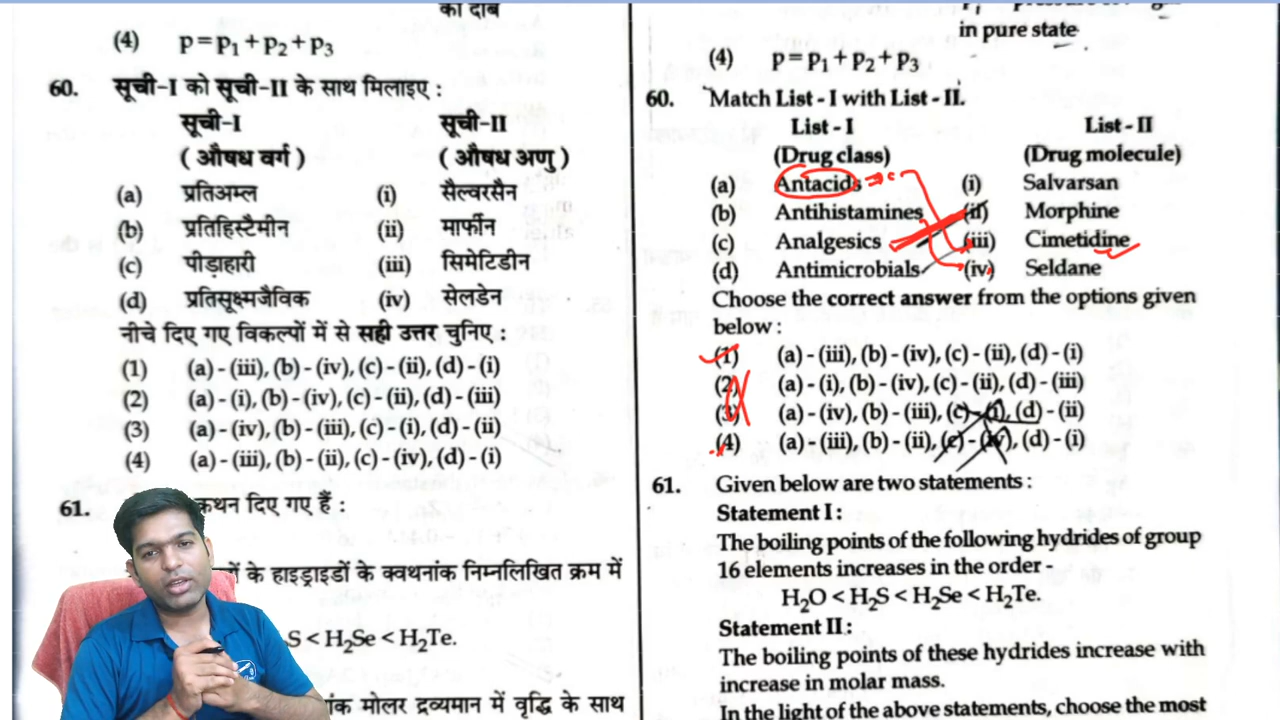 का दाब
(4) p=p₁+p₂+p₃
60. सूची-I को सूची-II के साथ मिलाइए :
सूची-I सूची-II
( औषध वर्ग ) ( औषध अणु )
(a) प्रतिअम्ल (i) सैल्वरसैन
(b) प्रतिहिस्टैमीन (ii) मार्फीन
(c) पीड़ाहारी (iii) सिमेटिडीन
(d) प्रतिसूक्ष्मजैविक (iv) सेलडेन
नीचे दिए गए विकल्पों में से सही उत्तर चुनिए :
(1) (a) - (iii), (b) - (iv), (c) - (ii), (d) - (i)
(2) (a) - (i), (b) - (iv), (c) - (ii), (d) - (iii)
(3) (a) - (iv), (b) - (iii), (c) - (i), (d) - (ii)
(4) (a) - (iii), (b) - (ii), (c) - (iv), (d) - (i)
61. कथन दिए गए हैं :
के हाइड्राइडों के क्वथनांक निम्नलिखित क्रम में
S < H₂Se < H₂Te.
मोलर द्रव्यमान में वृद्धि के साथ
in pure state
(4) p=p₁+p₂+p₃
60. Match List - I with List - II.
List - I List - II
(Drug class) (Drug molecule)
(a) Antacids (i) Salvarsan
(b) Antihistamines (ii) Morphine
(c) Analgesics (iii) Cimetidine
(d) Antimicrobials (iv) Seldane
Choose the correct answer from the options given
below :
(1) (a) - (iii), (b) - (iv), (c) - (ii), (d) - (i)
(2) (a) - (i), (b) - (iv), (c) - (ii), (d) - (iii)
(3) (a) - (iv), (b) - (iii), (c) - (i), (d) - (ii)
(4) (a) - (iii), (b) - (ii), (c) - (iv), (d) - (i)
61. Given below are two statements :
Statement I :
The boiling points of the following hydrides of group
16 elements increases in the order -
H₂O < H₂S < H₂Se < H₂Te.
Statement II :
The boiling points of these hydrides increase with
increase in molar mass.
In the light of the above statements, choose the most